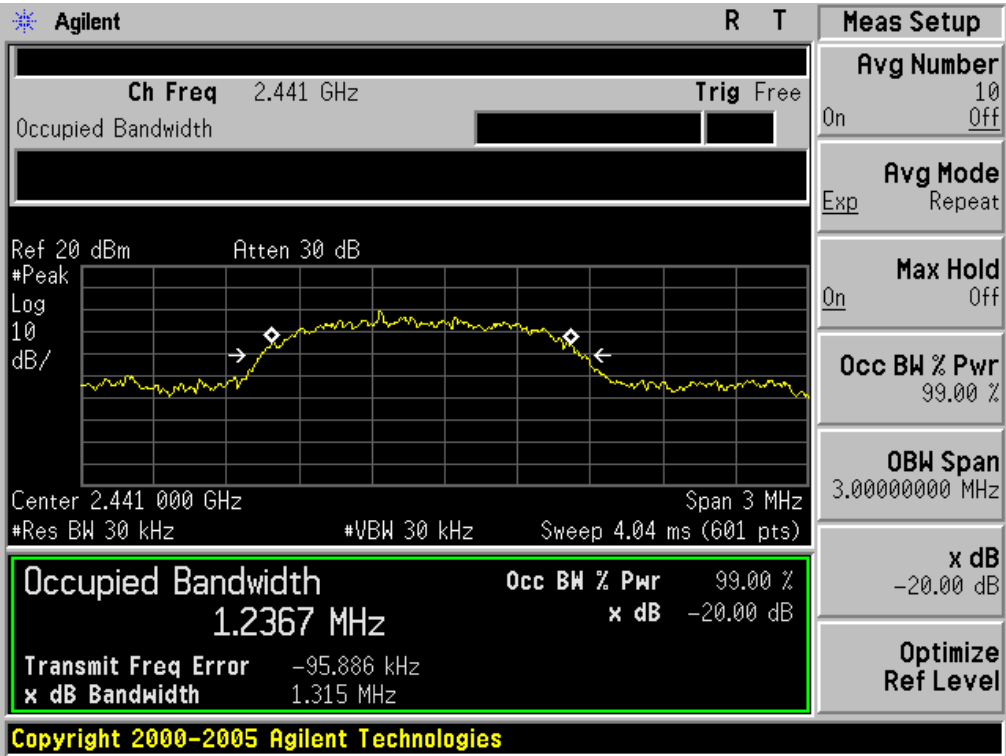 Agilent R T
Ch Freq 2.441 GHz Trig Free
Occupied Bandwidth
Ref 20 dBm Atten 30 dB
#Peak
Log
10
dB/
Center 2.441 000 GHz Span 3 MHz
#Res BW 30 kHz #VBW 30 kHz Sweep 4.04 ms (601 pts)
Occupied Bandwidth Occ BW % Pwr 99.00 %
1.2367 MHz x dB -20.00 dB
Transmit Freq Error -95.886 kHz
x dB Bandwidth 1.315 MHz
Copyright 2000-2005 Agilent Technologies
Meas Setup
Avg Number
10
On Off
Avg Mode
Exp Repeat
Max Hold
On Off
Occ BW % Pwr
99.00 %
OBW Span
3.00000000 MHz
x dB
-20.00 dB
Optimize
Ref Level